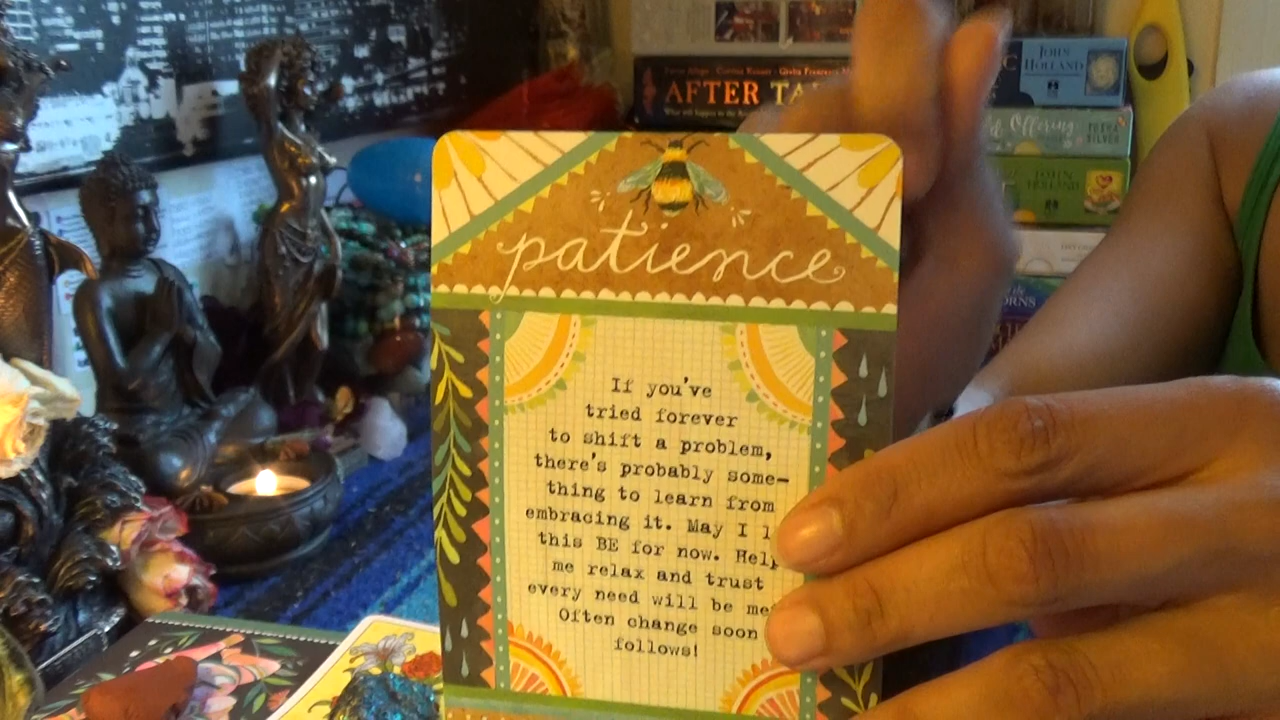 AFTER
JOHN
HOLLAND
Offering
TOSHA
SILVER
JOHN
HOLLAND
patience
If you've
tried forever
to shift a problem,
there's probably some-
thing to learn from
embracing it. May I
this BE for now.
me relax and trust
every need will be
Often change soon
follows!